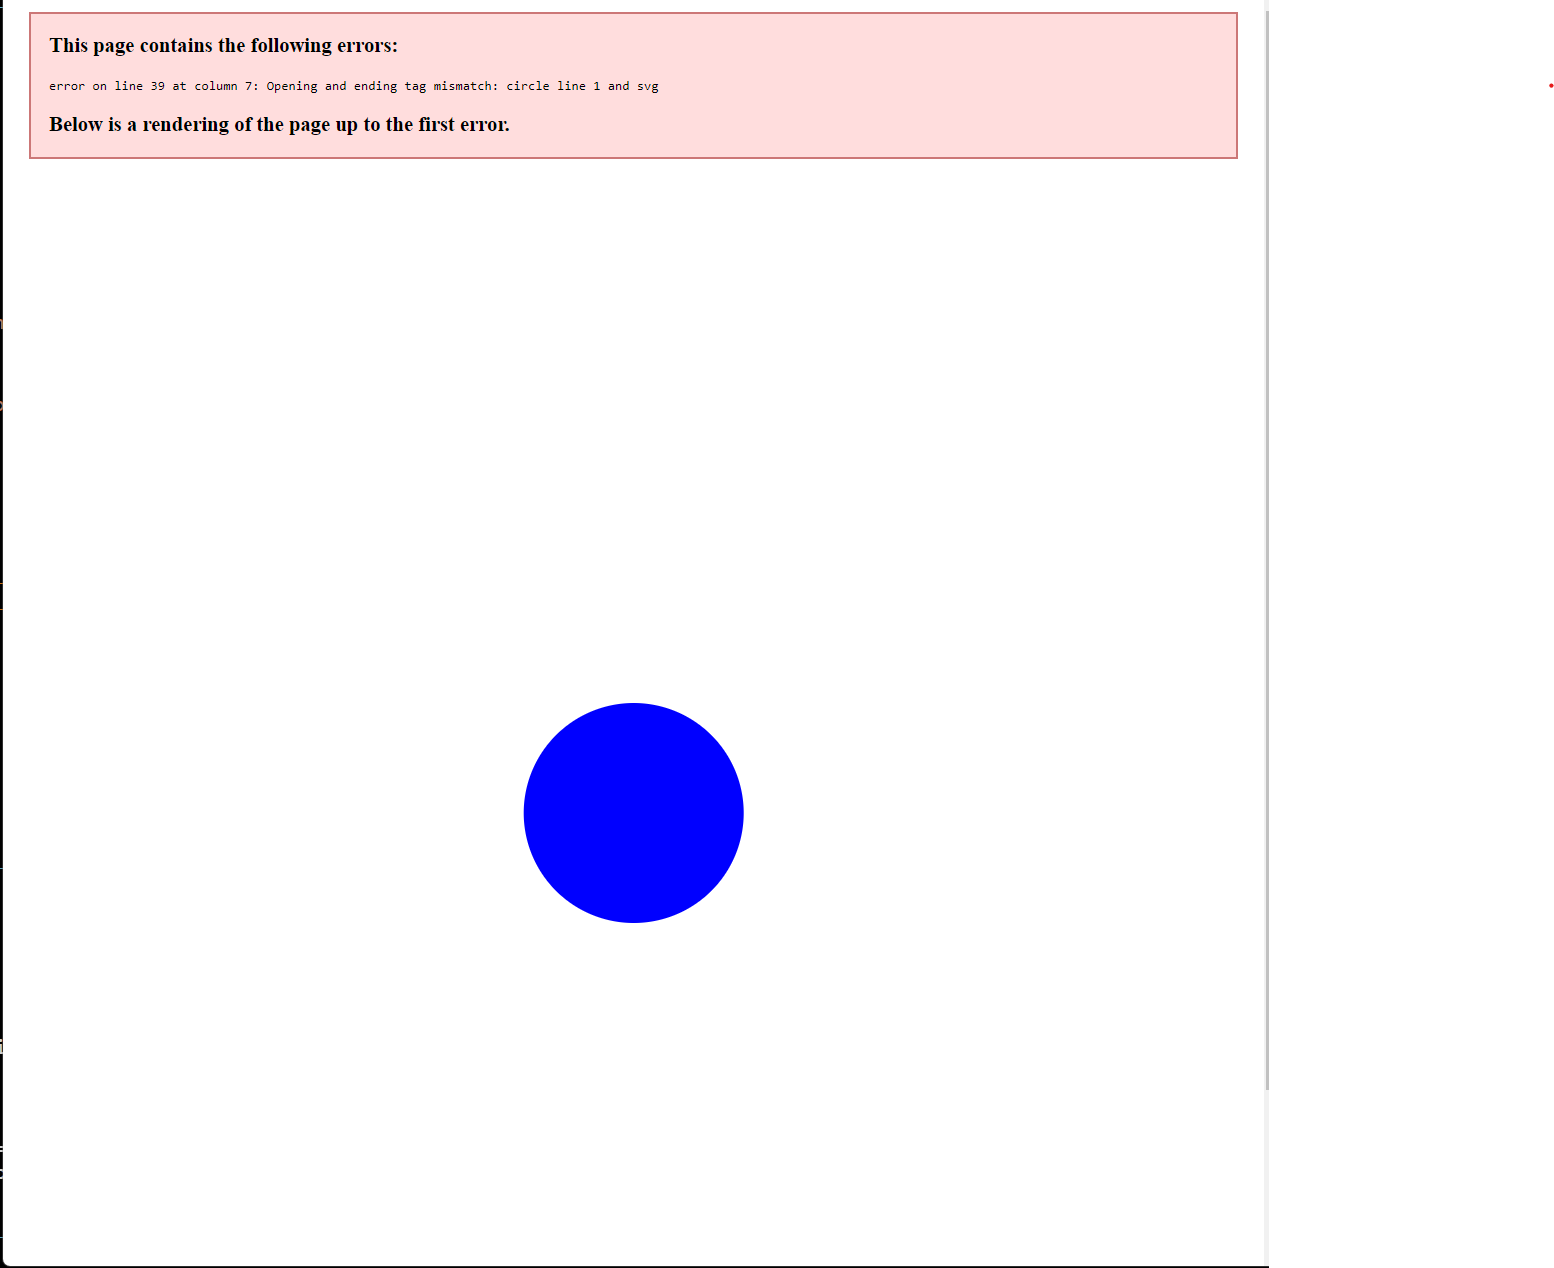 This page contains the following errors:
error on line 39 at column 7: Opening and ending tag mismatch: circle line 1 and svg
Below is a rendering of the page up to the first error.